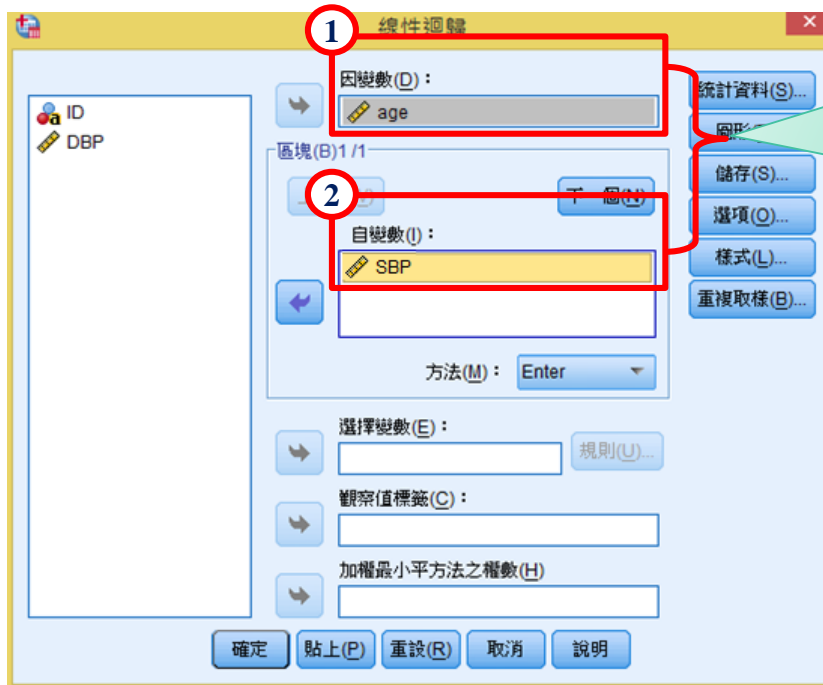 線性迴歸
1
因變數(D)：
age
ID
DBP
統計資料(S)...
儲存(S)...
選項(O)...
樣式(L)...
重複取樣(B)...
區塊(B)1 /1
下一個(N)
2
自變數(I)：
SBP
方法(M)：
Enter
選擇變數(E)：
規則(U)...
觀察值標籤(C)：
加權最小平方法之權數(H)
確定
貼上(P)
重設(R)
取消
說明